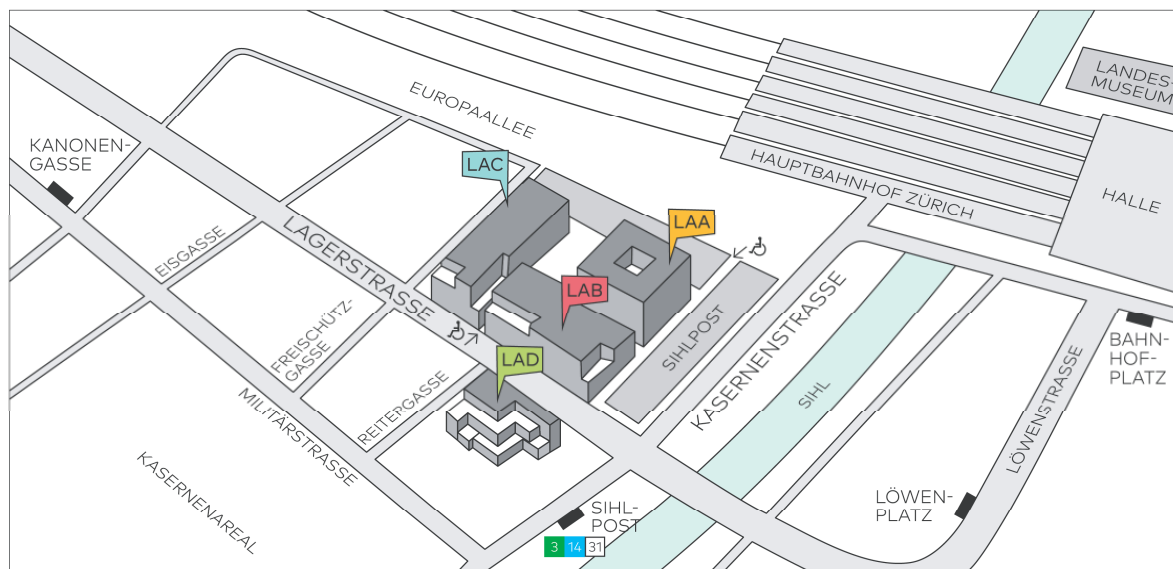 LANDES-
MUSEUM
EUROPAALLEE
KANONEN-
GASSE
LAC
HAUPTBAHNHOF ZÜRICH
HALLE
LAA
LAGERSTRASSE
EISGASSE
LAB
SIHLPOST
KASERNENSTRASSE
FREISCHÜTZ-
GASSE
LAD
BAHN-
HOF-
PLATZ
SIHL
REITERGASSE
MILITÄRSTRASSE
LÖWENSTRASSE
KASERNENAREAL
LÖWEN-
PLATZ
SIHL-
POST
3 14 31